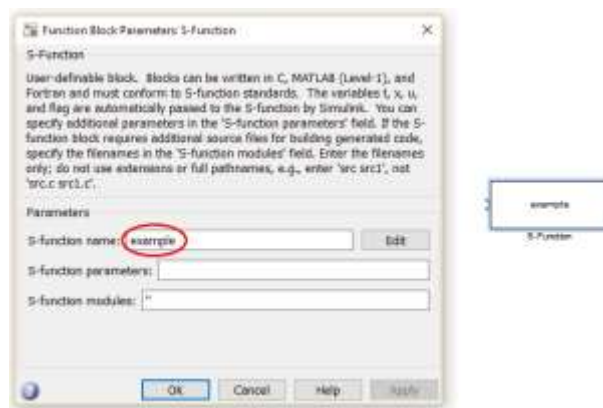 Function Block Parameters: S-Function
S-Function
User-definable block. Blocks can be written in C, MATLAB (Level-1), and
Fortran and must conform to S-function standards. The variables t, x, u,
and flag are automatically passed to the S-function by Simulink. You can
specify additional parameters in the 'S-function parameters' field. If the S-
function block requires additional source files for building generated code,
specify the filenames in the 'S-function modules' field. Enter the filenames
only; do not use extensions or full pathnames, e.g., enter 'src src1', not
'src.c src1.c'.
Parameters
S-function name: example Edit
S-function parameters:
S-function modules: ''
OK Cancel Help Apply
example
S-Function